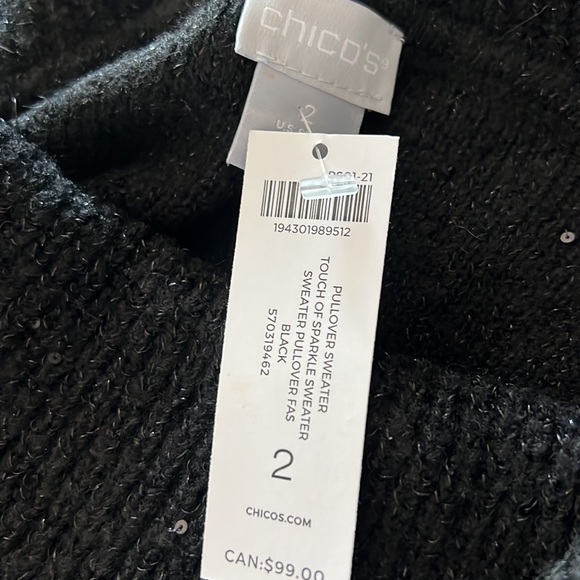 chico's
2
194301989512
PULLOVER SWEATER
TOUCH OF SPARKLE SWEATER
SWEATER PULLOVER FAS
BLACK
570319462
2
CHICOS.COM
CAN:$99.00